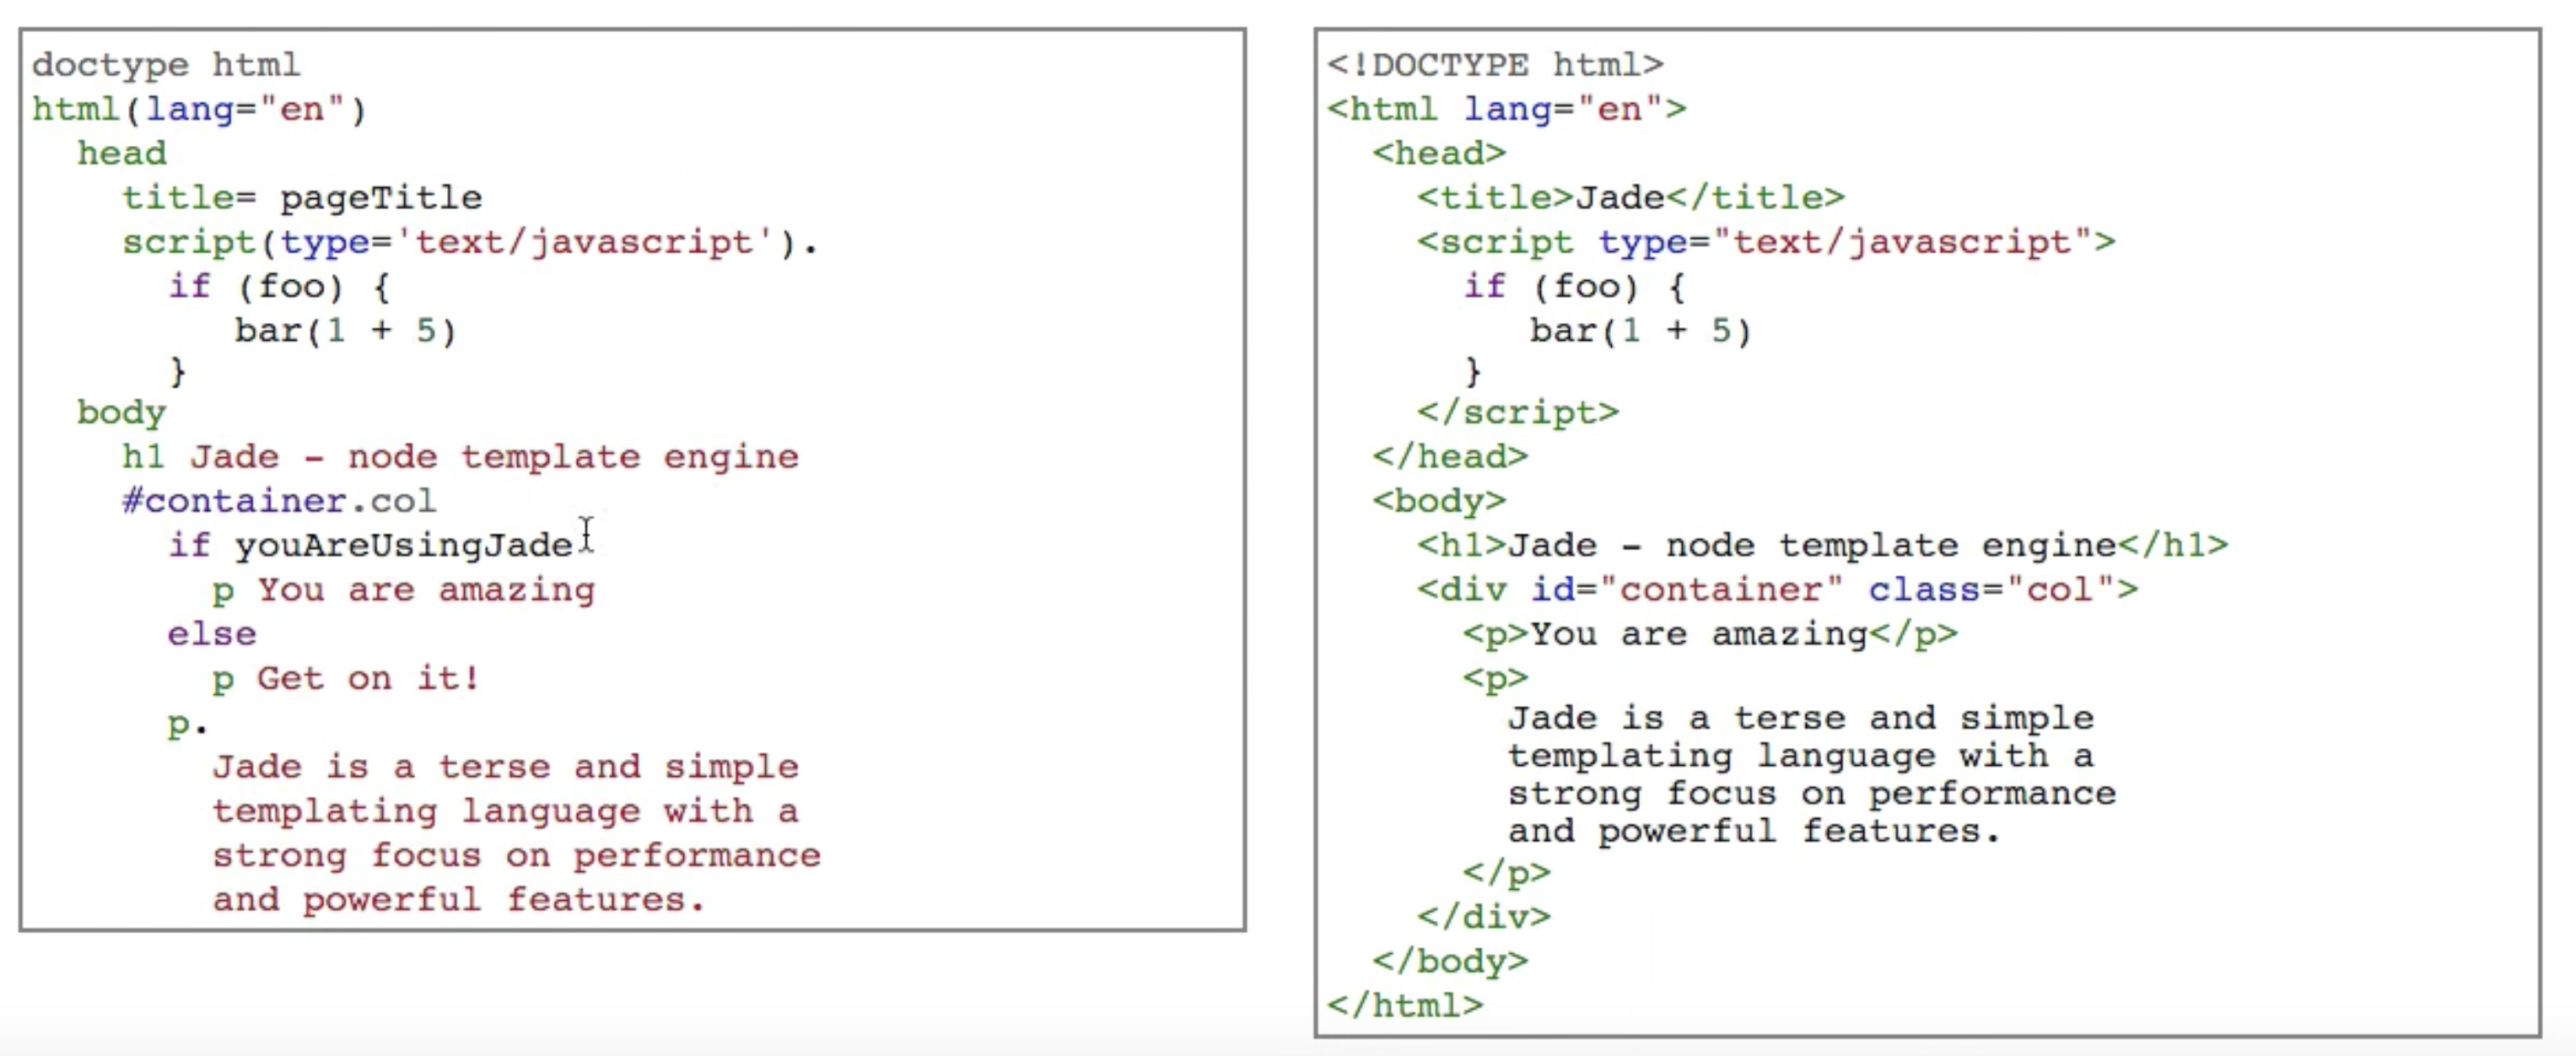 doctype html
html(lang="en")
  head
    title= pageTitle
    script(type='text/javascript').
      if (foo) {
         bar(1 + 5)
      }
  body
    h1 Jade - node template engine
    #container.col
      if youAreUsingJade
        p You are amazing
      else
        p Get on it!
      p.
        Jade is a terse and simple
        templating language with a
        strong focus on performance
        and powerful features.
<!DOCTYPE html>
<html lang="en">
  <head>
    <title>Jade</title>
    <script type="text/javascript">
      if (foo) {
         bar(1 + 5)
      }
    </script>
  </head>
  <body>
    <h1>Jade - node template engine</h1>
    <div id="container" class="col">
      <p>You are amazing</p>
      <p>
        Jade is a terse and simple
        templating language with a
        strong focus on performance
        and powerful features.
      </p>
    </div>
  </body>
</html>